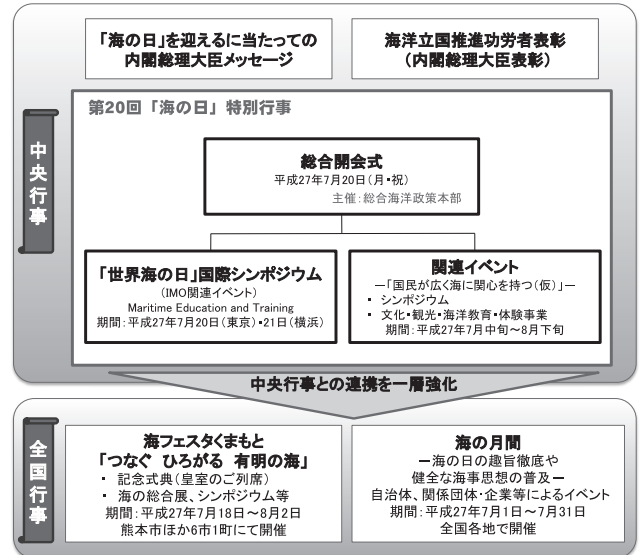 「海の日」を迎えるに当たっての
内閣総理大臣メッセージ
海洋立国推進功労者表彰
（内閣総理大臣表彰）
中央行事
第20回「海の日」特別行事
総合開会式
平成27年7月20日（月・祝）
主催：総合海洋政策本部
「世界海の日」国際シンポジウム
（IMO関連イベント）
Maritime Education and Training
期間：平成27年7月20日（東京）・21日（横浜）
関連イベント
―「国民が広く海に関心を持つ（仮）」―
・ シンポジウム
・ 文化・観光・海洋教育・体験事業
期間：平成27年7月中旬～8月下旬
中央行事との連携を一層強化
全国行事
海フェスタくまもと
「つなぐ ひろがる 有明の海」
・ 記念式典（皇室のご列席）
・ 海の総合展、シンポジウム等
期間：平成27年7月18日～8月2日
熊本市ほか6市1町にて開催
海の月間
―海の日の趣旨徹底や
健全な海事思想の普及―
自治体、関係団体・企業等によるイベント
期間：平成27年7月1日～7月31日
全国各地で開催